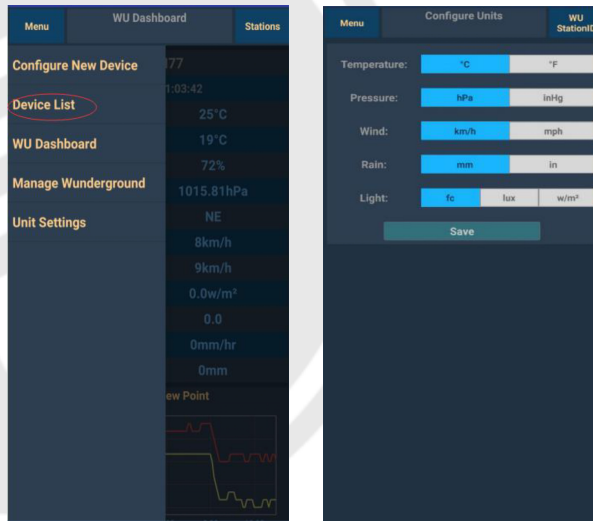 Menu
WU Dashboard
Stations
Configure New Device
77
1:03:42
Device List
25°C
WU Dashboard
19°C
72%
Manage Wunderground
1015.81hPa
Unit Settings
NE
8km/h
9km/h
0.0w/m²
0.0
0mm/hr
0mm
ew Point
Menu
Configure Units
WU
StationID
Temperature: °C °F
Pressure: hPa inHg
Wind: km/h mph
Rain: mm in
Light: fc lux w/m²
Save